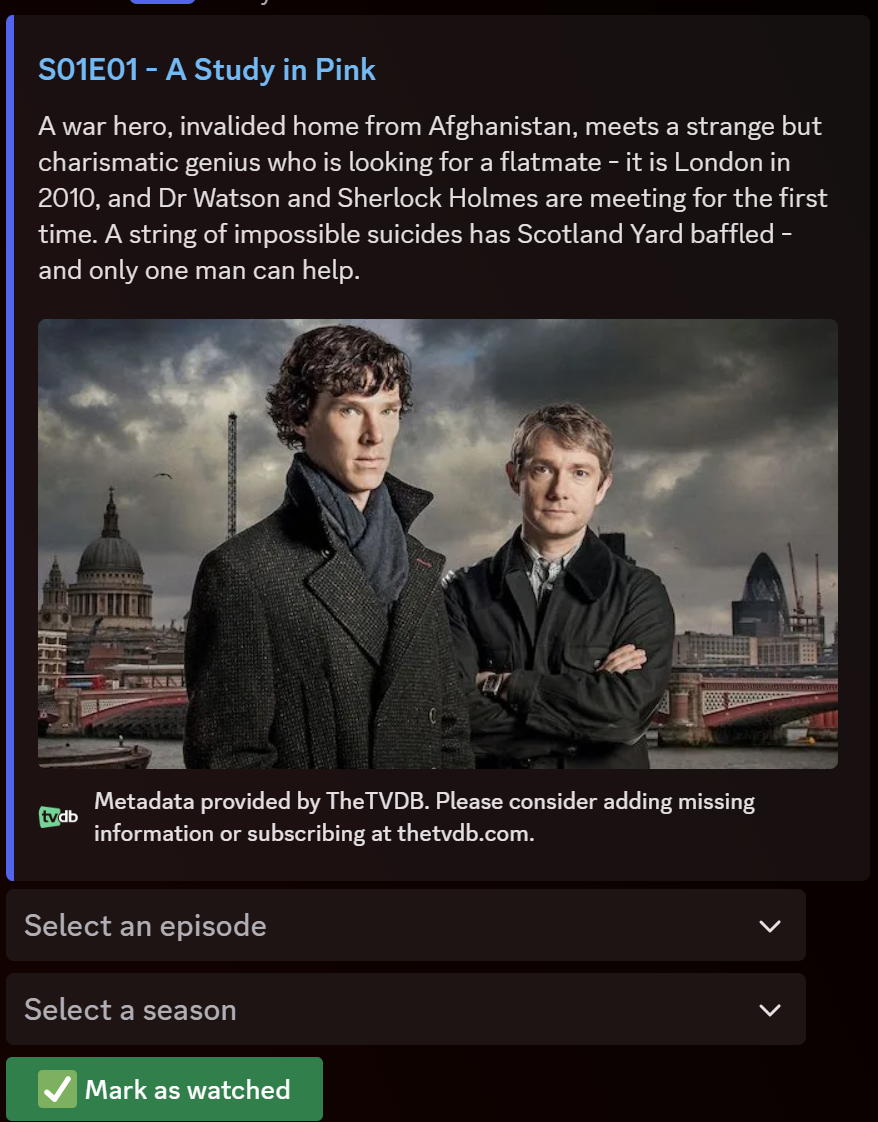 S01E01 - A Study in Pink
A war hero, invalided home from Afghanistan, meets a strange but
charismatic genius who is looking for a flatmate - it is London in
2010, and Dr Watson and Sherlock Holmes are meeting for the first
time. A string of impossible suicides has Scotland Yard baffled -
and only one man can help.
tvdb
Metadata provided by TheTVDB. Please consider adding missing
information or subscribing at thetvdb.com.
Select an episode
Select a season
Mark as watched